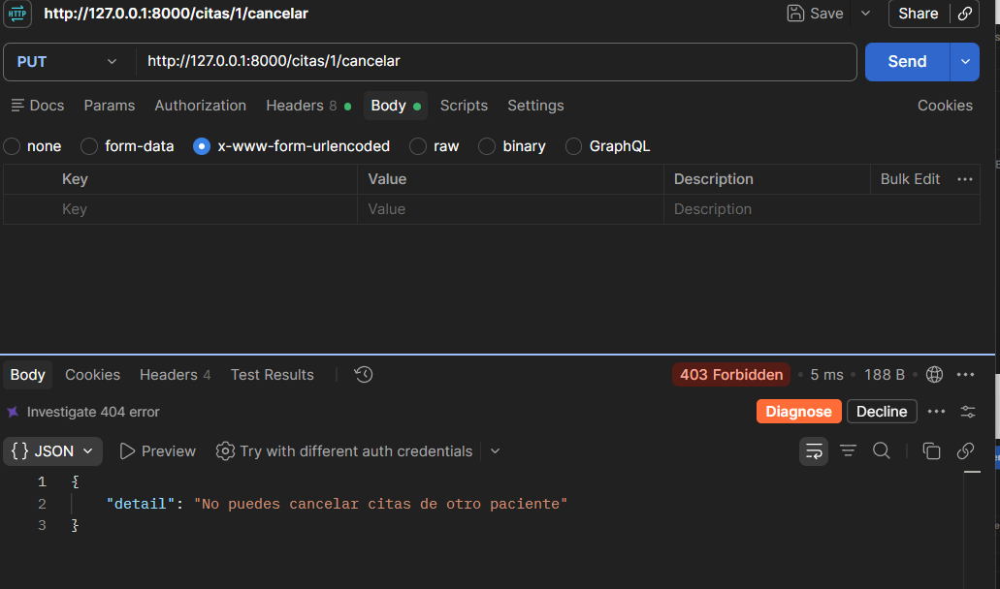 HTTP http://127.0.0.1:8000/citas/1/cancelar Save Share
PUT http://127.0.0.1:8000/citas/1/cancelar Send
Docs Params Authorization Headers 8 Body Scripts Settings Cookies
none form-data x-www-form-urlencoded raw binary GraphQL
Key Value Description Bulk Edit
Key Value Description
Body Cookies Headers 4 Test Results 403 Forbidden 5 ms 188 B
Investigate 404 error Diagnose Decline
{} JSON Preview Try with different auth credentials
1 {
2 "detail": "No puedes cancelar citas de otro paciente"
3 }